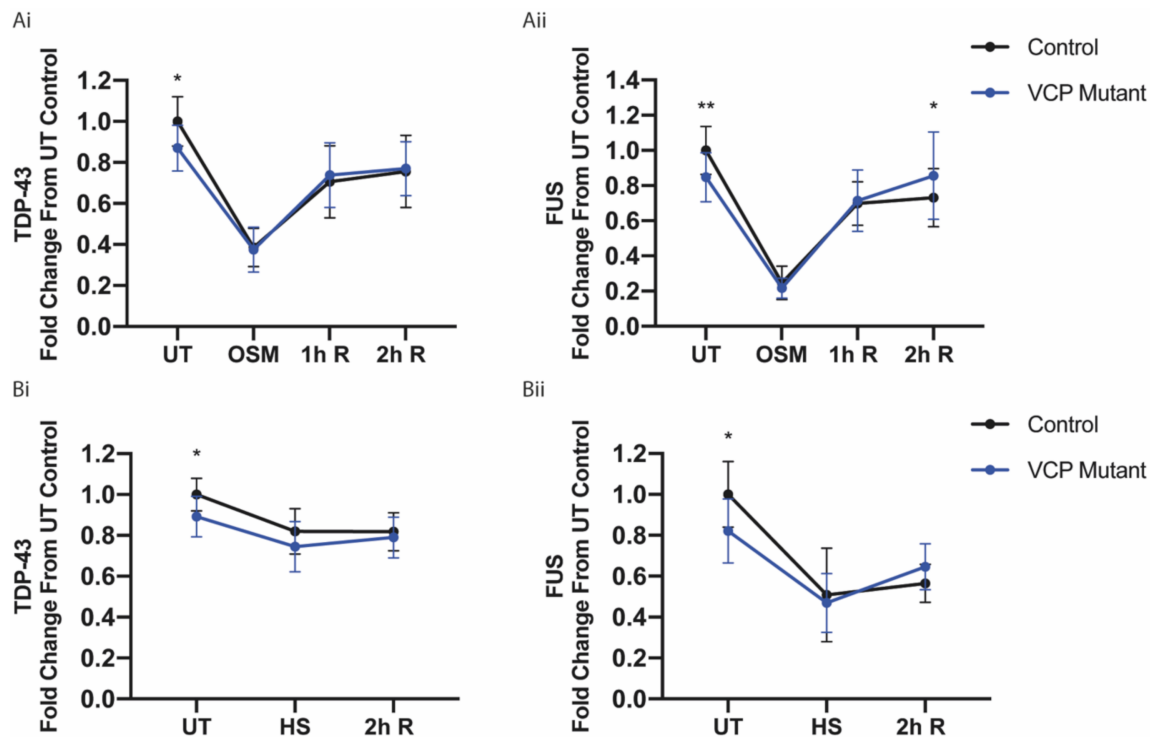 Ai
TDP-43
Fold Change From UT Control
1.2
1.0
0.8
0.6
0.4
0.2
0.0
*
UT OSM 1h R 2h R
Aii
FUS
Fold Change From UT Control
1.4
1.2
1.0
0.8
0.6
0.4
0.2
0.0
** *
UT OSM 1h R 2h R
Control
VCP Mutant
Bi
TDP-43
Fold Change From UT Control
1.2
1.0
0.8
0.6
0.4
0.2
0.0
*
UT HS 2h R
Bii
FUS
Fold Change From UT Control
1.2
1.0
0.8
0.6
0.4
0.2
0.0
*
UT HS 2h R
Control
VCP Mutant